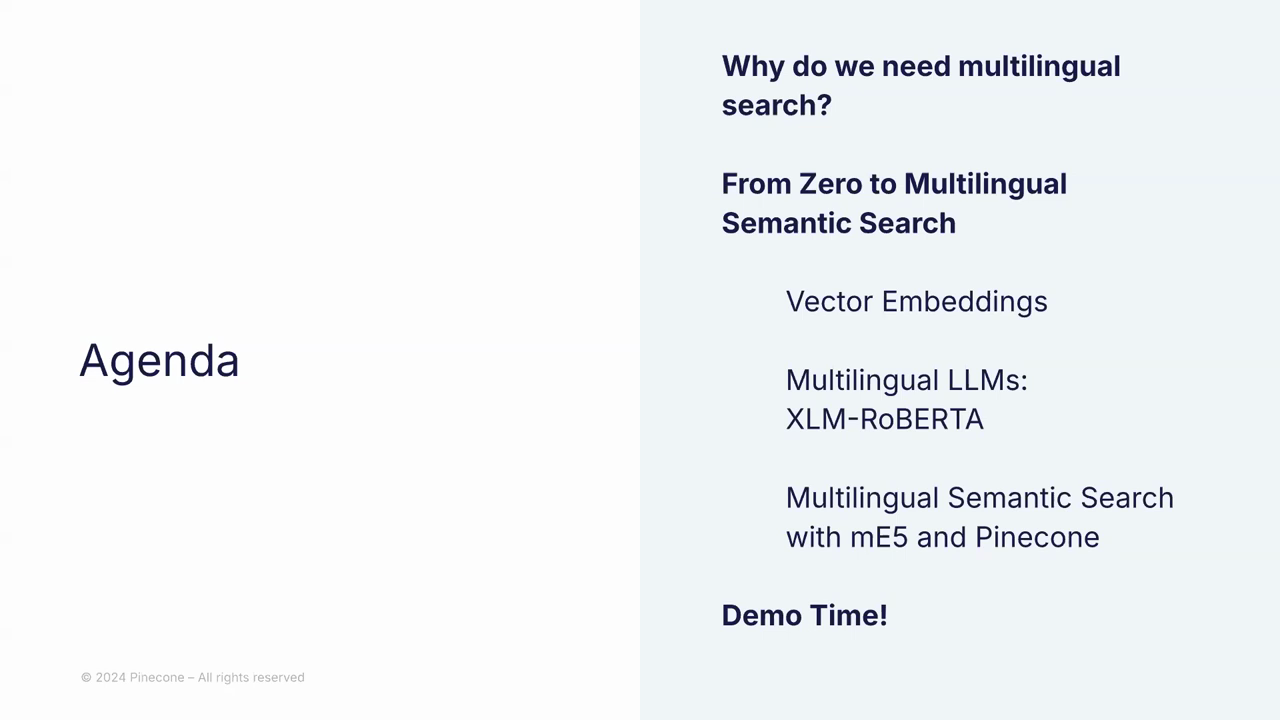 Agenda
Why do we need multilingual
search?
From Zero to Multilingual
Semantic Search
Vector Embeddings
Multilingual LLMs:
XLM-RoBERTA
Multilingual Semantic Search
with mE5 and Pinecone
Demo Time!
© 2024 Pinecone – All rights reserved